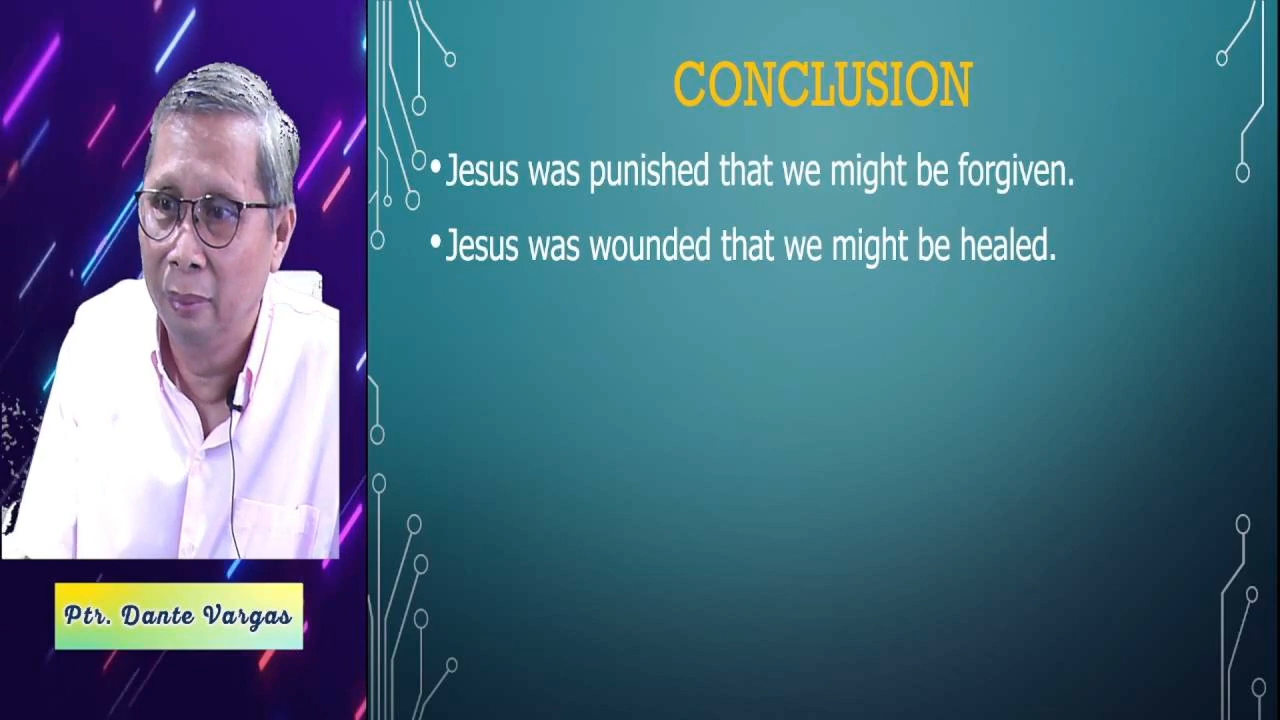 CONCLUSION
•Jesus was punished that we might be forgiven.
•Jesus was wounded that we might be healed.
Ptr. Dante Vargas